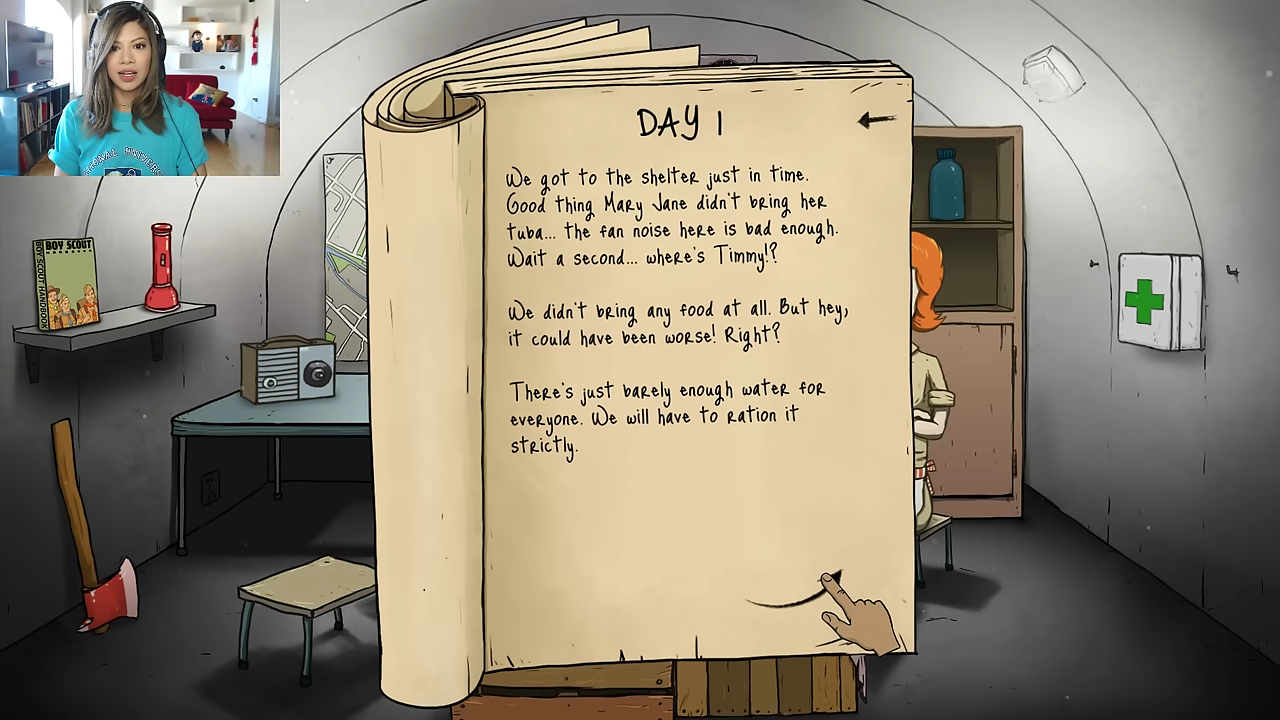 DAY 1
We got to the shelter just in time.
Good thing Mary Jane didn't bring her
tuba... the fan noise here is bad enough.
Wait a second... where's Timmy!?
We didn't bring any food at all. But hey,
it could have been worse! Right?
There's just barely enough water for
everyone. We will have to ration it
strictly.
BOY SCOUT
HANDBOOK
BOY SCOUT HANDBOOK